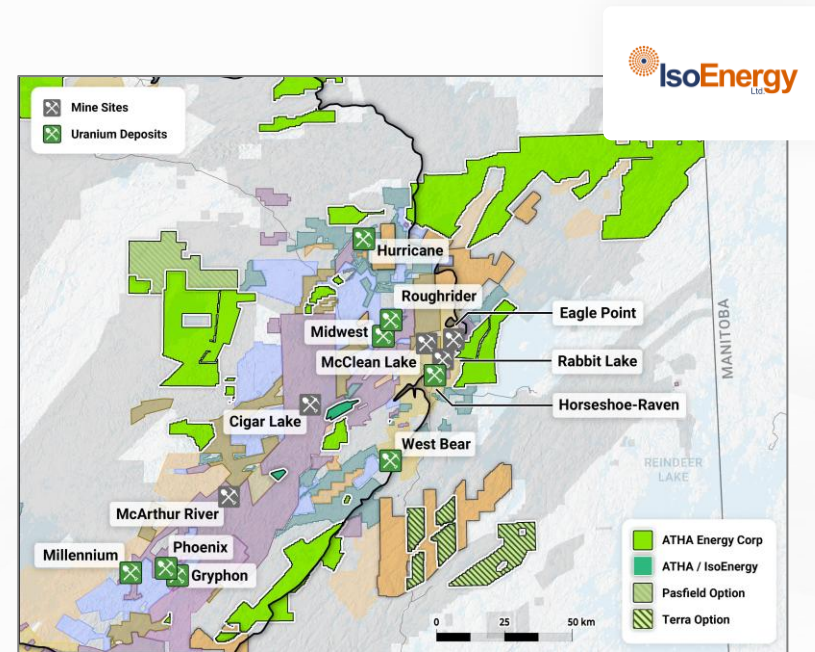 IsoEnergy
Ltd.
Mine Sites
Uranium Deposits
Hurricane
Roughrider
Eagle Point
Midwest
McClean Lake
Rabbit Lake
Horseshoe-Raven
Cigar Lake
West Bear
MANITOBA
REINDEER
LAKE
McArthur River
Millennium
Phoenix
Gryphon
ATHA Energy Corp
ATHA / IsoEnergy
Pasfield Option
Terra Option
0 25 50 km